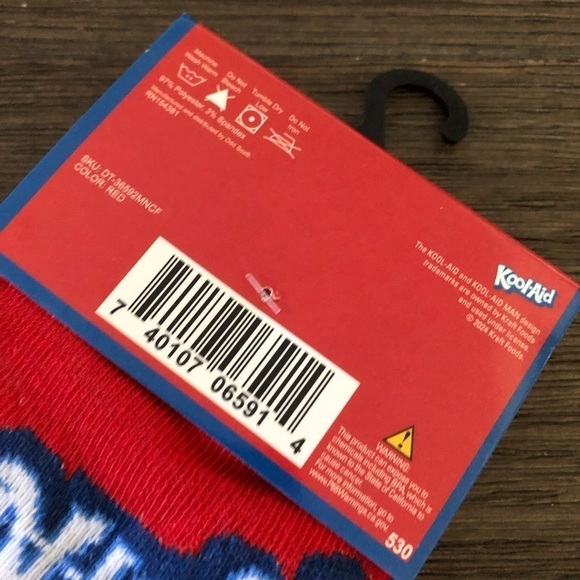 Machine
Wash Warm
Do Not
Bleach
Tumble Dry
Low
Do Not
Iron
97% Polyester, 3% Spandex
RN154381
Manufactured and distributed by Odd Sox®
SKU: DT-36592MNCF
COLOR: RED
The KOOL-AID and KOOL-AID MAN design
trademarks are owned by Kraft Foods
and used under license.
© 2024 Kraft Foods.
Kool-Aid
7 40107 06591 4
WARNING:
This product can expose you to
chemicals including BPA, which is
known to the State of California to
cause cancer.
For more information, go to
www.P65Warnings.ca.gov
530